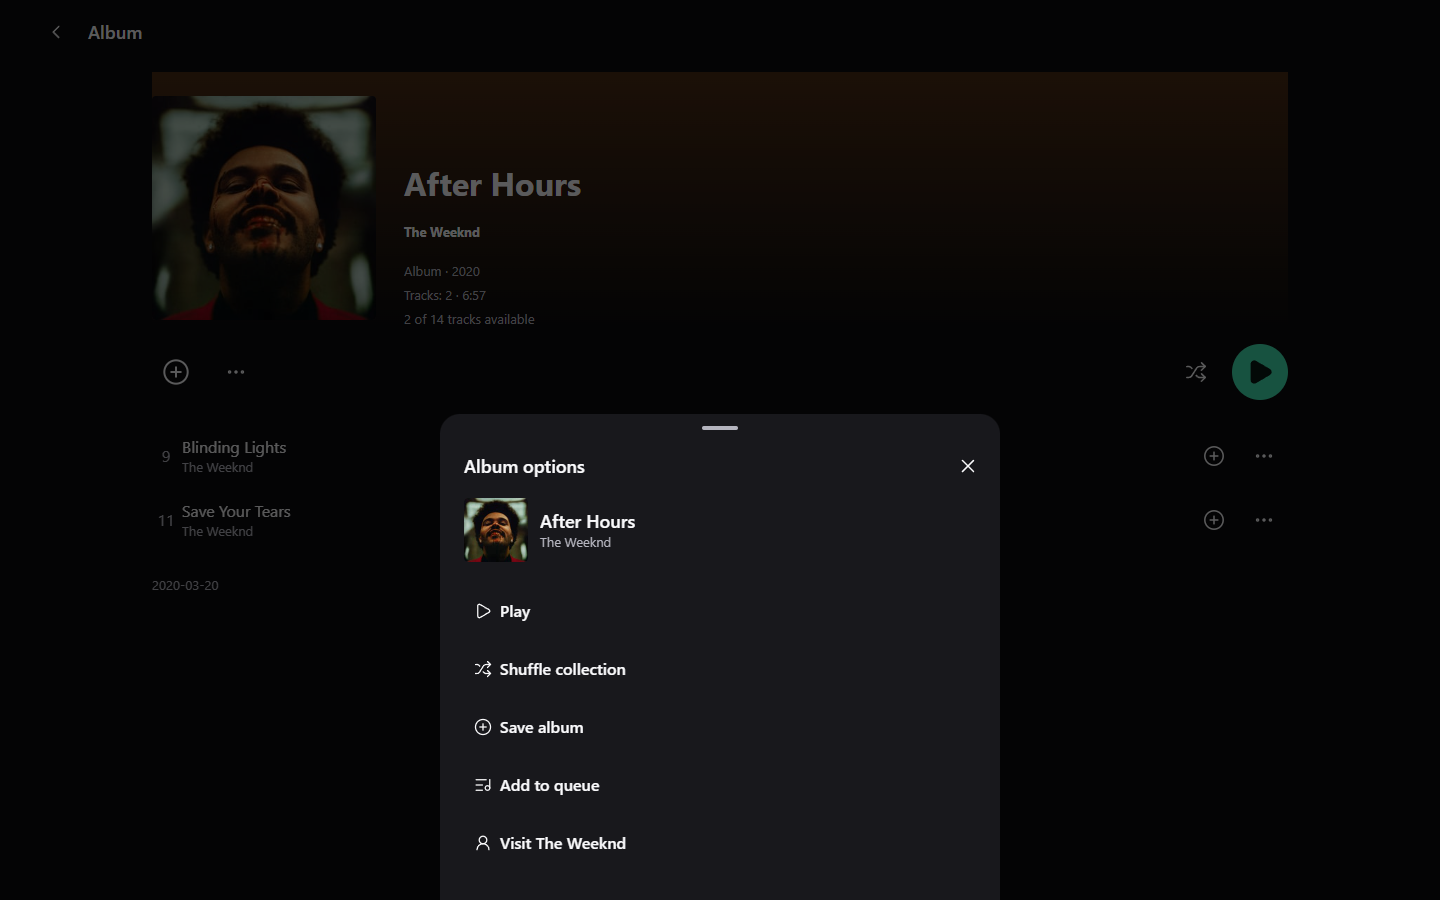 Album
After Hours
The Weeknd
Album · 2020
Tracks: 2 · 6:57
2 of 14 tracks available
9
Blinding Lights
The Weeknd
11
Save Your Tears
The Weeknd
2020-03-20
Album options
After Hours
The Weeknd
Play
Shuffle collection
Save album
Add to queue
Visit The Weeknd